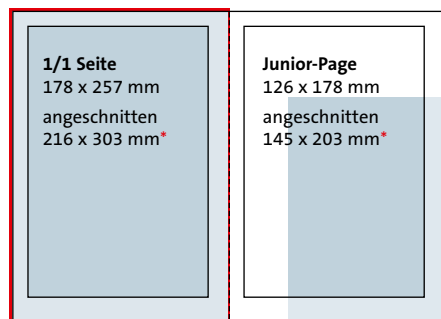 1/1 Seite
178 x 257 mm
angeschnitten
216 x 303 mm*
Junior-Page
126 x 178 mm
angeschnitten
145 x 203 mm*